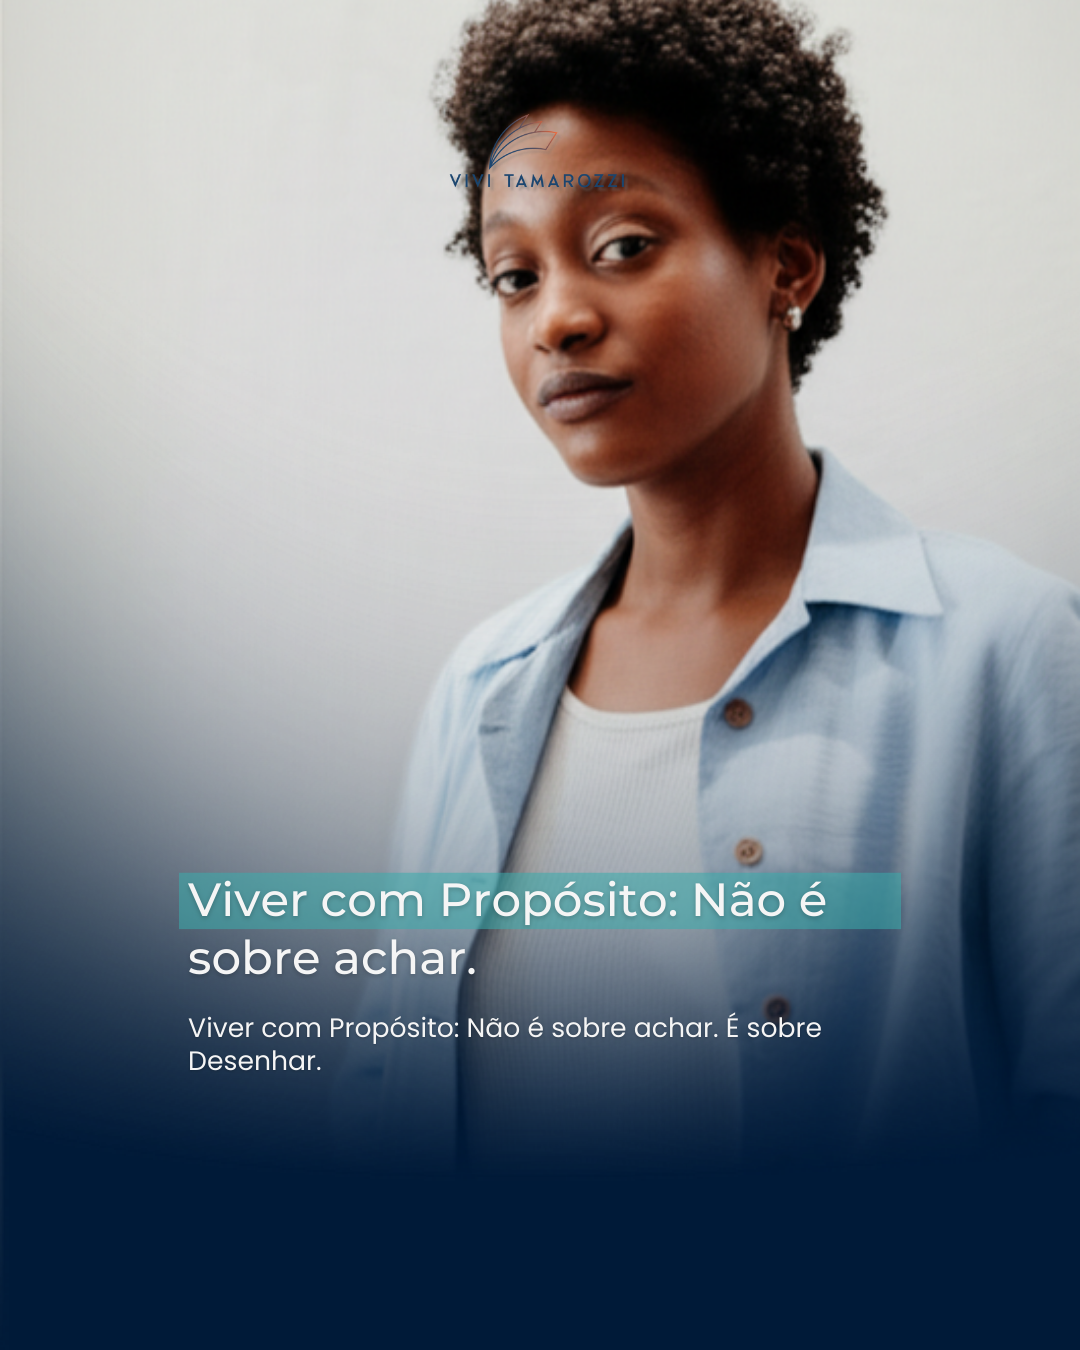 VIVI TAMAROZZI
Viver com Propósito: Não é
sobre achar.
Viver com Propósito: Não é sobre achar. É sobre
Desenhar.